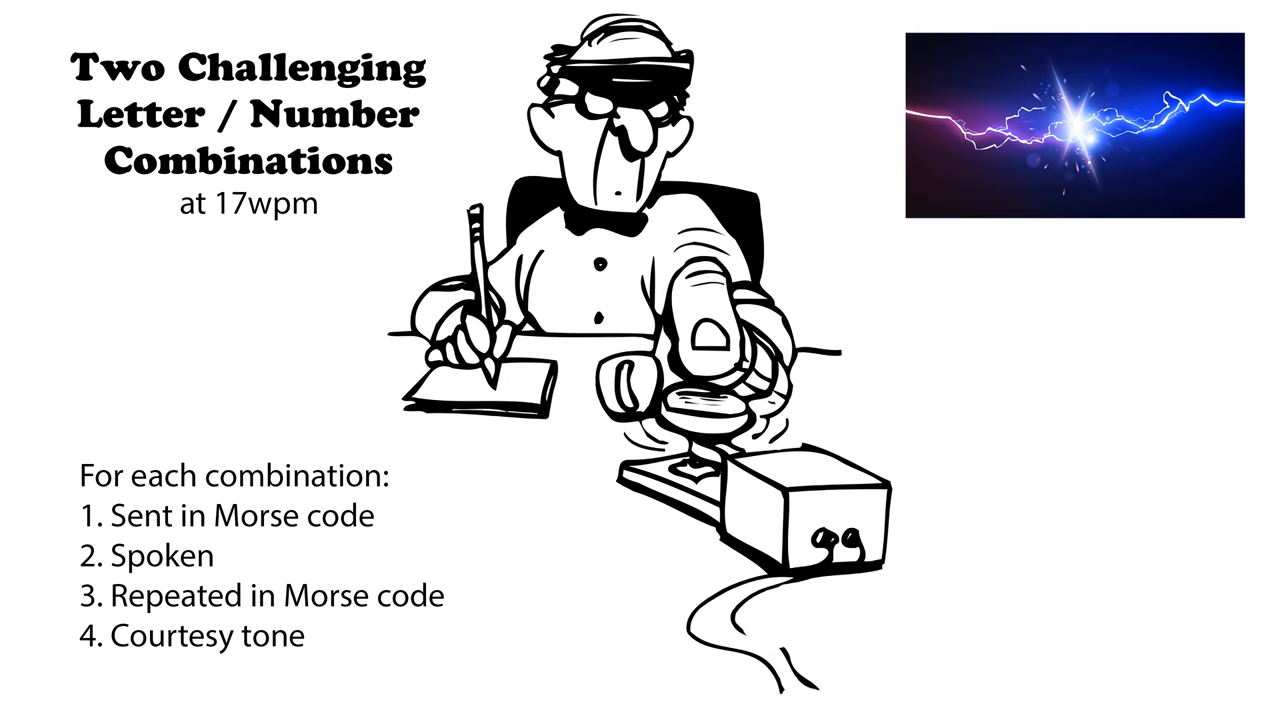 Two Challenging
Letter / Number
Combinations
at 17wpm
For each combination:
1. Sent in Morse code
2. Spoken
3. Repeated in Morse code
4. Courtesy tone